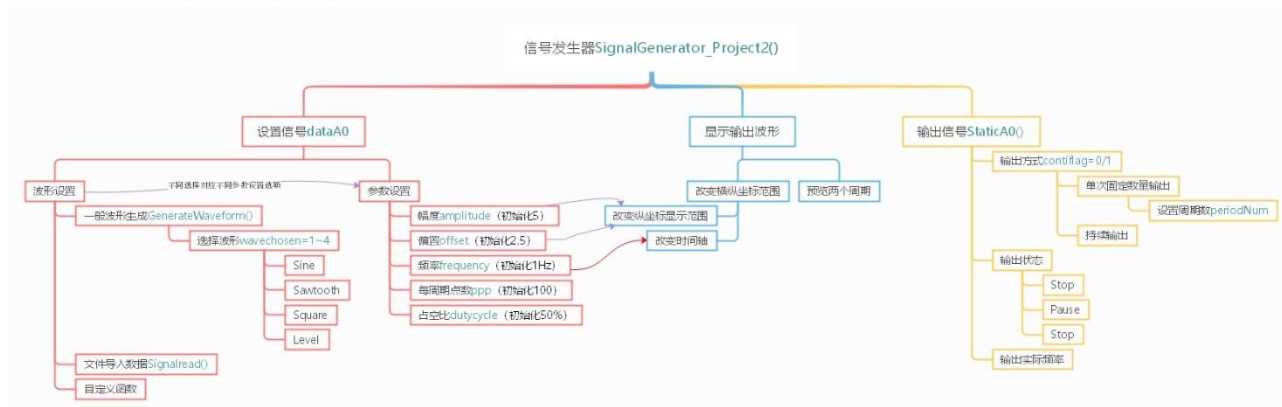 信号发生器SignalGenerator_Project2()
设置信号dataA0
显示输出波形
输出信号StaticA0()
波形设置
不同选择对应不同参数设置选项
参数设置
改变横纵坐标范围
预览两个周期
输出方式contiflag=0/1
一般波形生成GenerateWaveform()
幅度amplitude（初始化5）
改变纵坐标显示范围
单次固定数量输出
选择波形wavechosen=1~4
偏置offset（初始化2.5）
改变时间轴
设置周期数periodNum
Sine
频率frequency（初始化1Hz）
持续输出
Sawtooth
每周期点数ppp（初始化100）
输出状态
Square
占空比dutycycle（初始化50%）
Stop
Level
Pause
Stop
文件导入数据Signalread()
输出实际频率
自定义函数